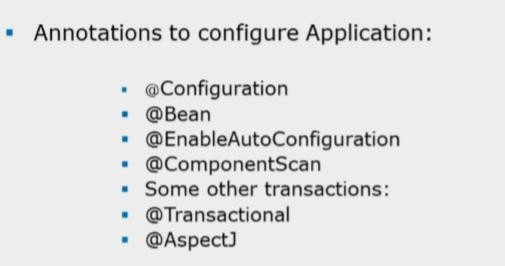 Annotations to configure Application:
@Configuration
@Bean
@EnableAutoConfiguration
@ComponentScan
Some other transactions:
@Transactional
@AspectJ